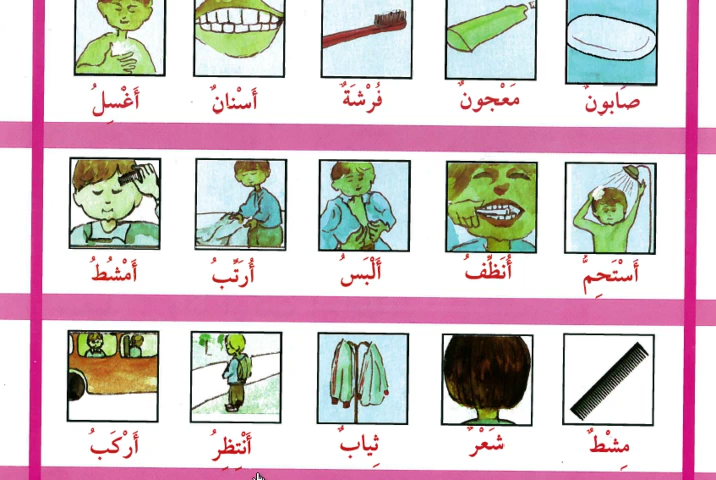 صَابونٌ مَعْجونٌ فُرْشَةٌ أَسْنانٌ أَغْسِلُ
أَسْتَحِمُّ أُنَظِّفُ أَلْبَسُ أُرَتِّبُ أَمْشُطُ
مِشْطٌ شَعْرٌ ثِيابٌ أَنْتِظِرُ أَرْكَبُ